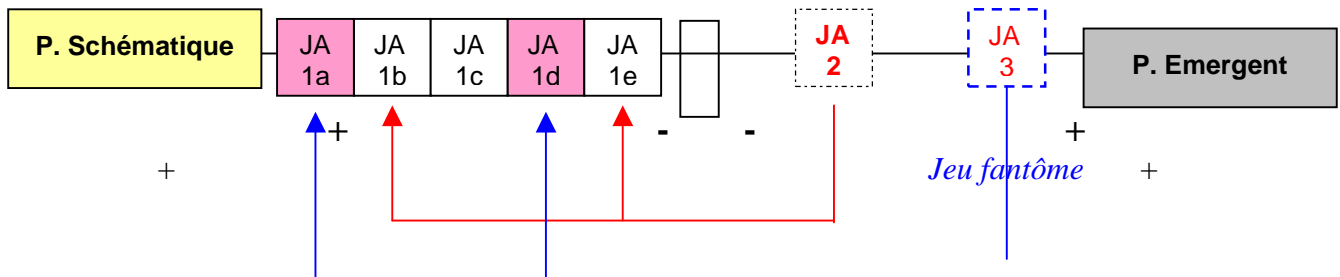 P. Schématique
JA
1a
JA
1b
JA
1c
JA
1d
JA
1e
JA
2
JA
3
P. Emergent
+
-
-
+
+
Jeu fantôme
+